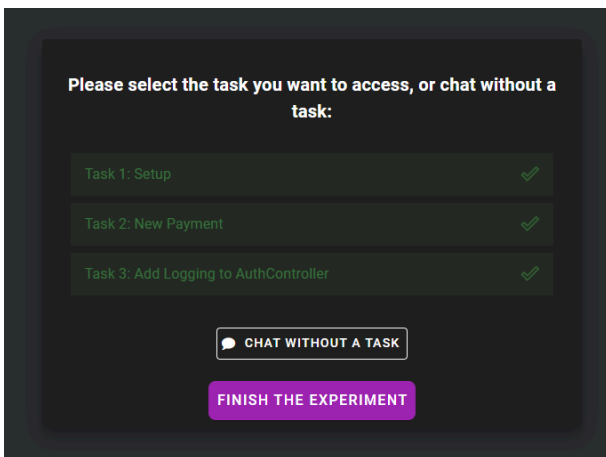 Please select the task you want to access, or chat without a
task:
Task 1: Setup
Task 2: New Payment
Task 3: Add Logging to AuthController
CHAT WITHOUT A TASK
FINISH THE EXPERIMENT